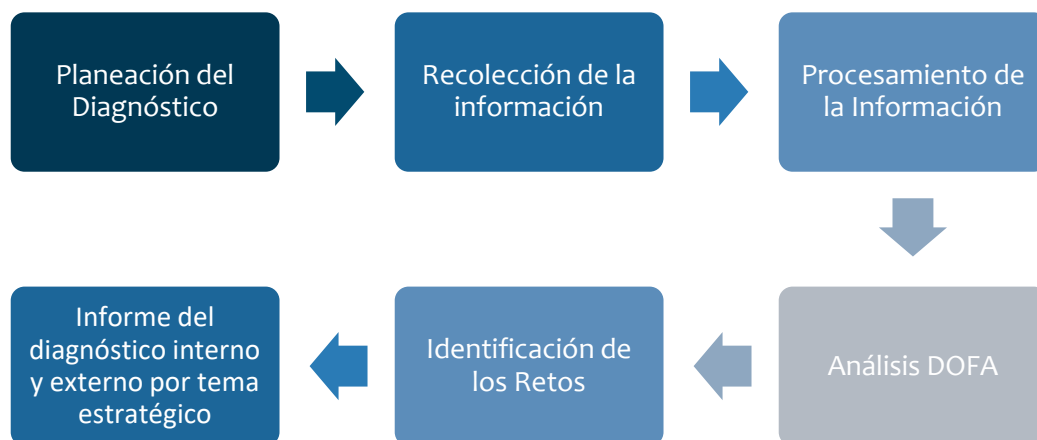 Planeación del
Diagnóstico
Recolección de la
información
Procesamiento de
la Información
Análisis DOFA
Identificación de
los Retos
Informe del
diagnóstico interno
y externo por tema
estratégico